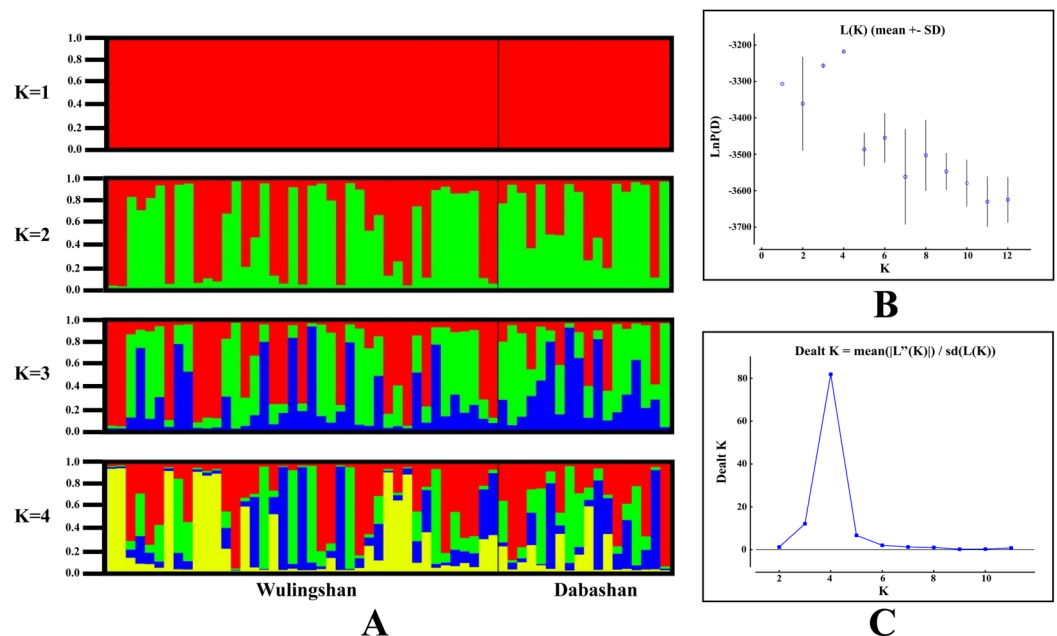 K=1
1.0
0.8
0.6
0.4
0.2
0.0
K=2
1.0
0.8
0.6
0.4
0.2
0.0
K=3
1.0
0.8
0.6
0.4
0.2
0.0
K=4
1.0
0.8
0.6
0.4
0.2
0.0
Wulingshan Dabashan
A
L(K) (mean +- SD)
LnP(D)
-3200
-3300
-3400
-3500
-3600
-3700
0 2 4 6 8 10 12
K
B
Dealt K = mean(|L”(K)|) / sd(L(K))
Dealt K
80
60
40
20
0
2 4 6 8 10
K
C